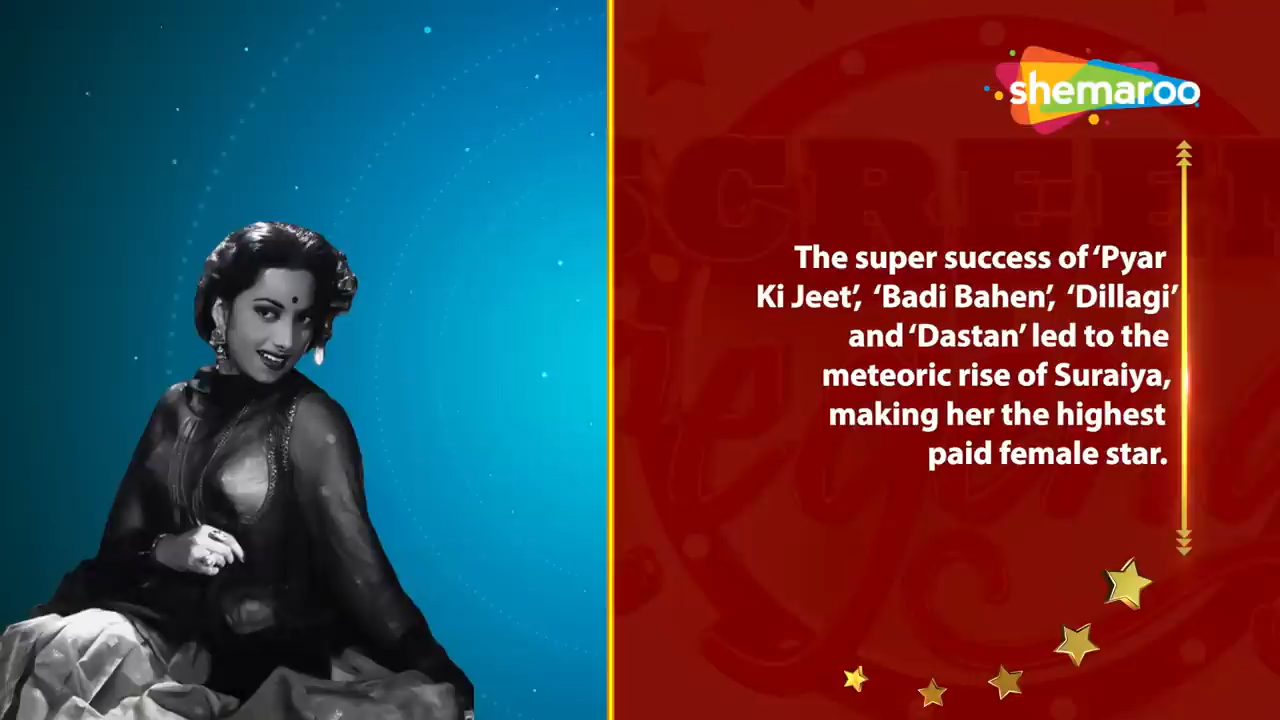 shemaroo
SCREEN
The super success of ‘Pyar
Ki Jeet’, ‘Badi Bahen’, ‘Dillagi’
and ‘Dastan’ led to the
meteoric rise of Suraiya,
making her the highest
paid female star.